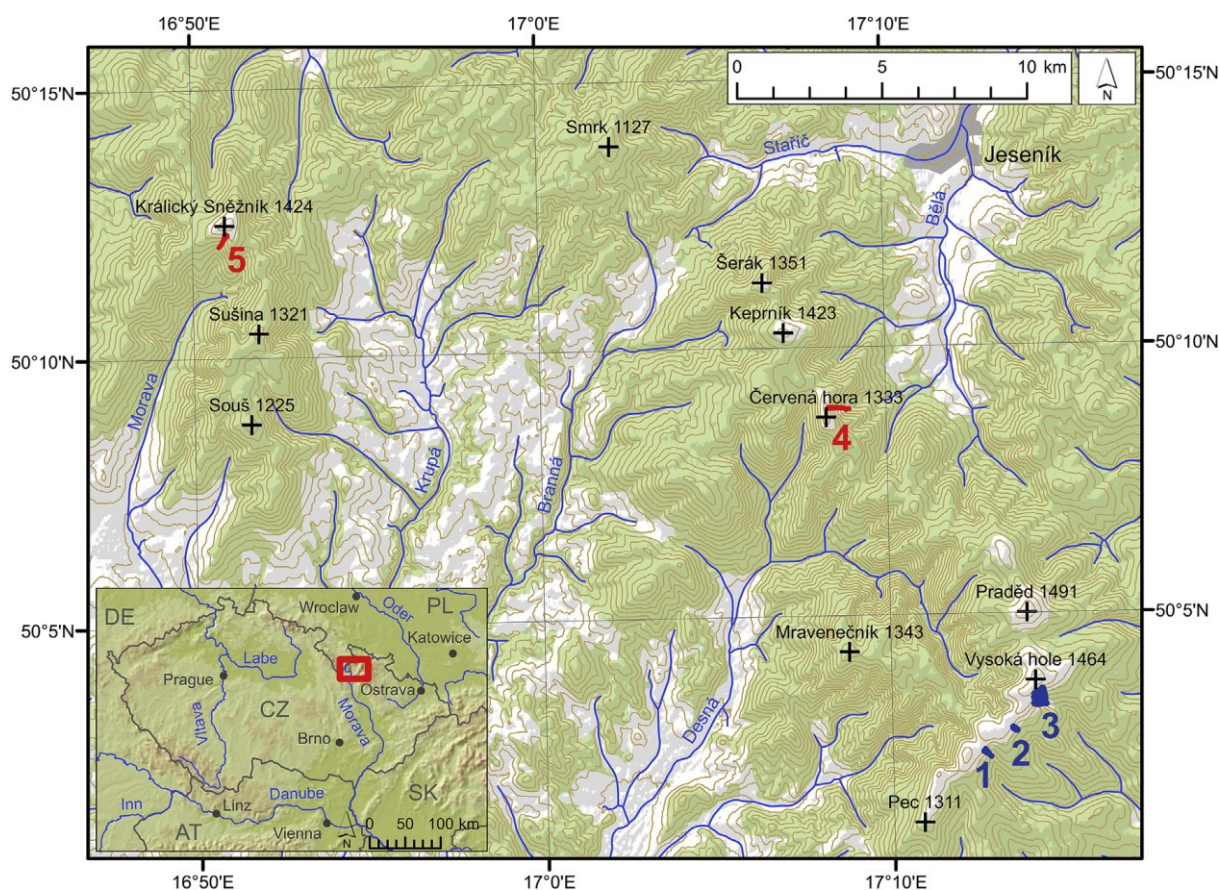 16°50'E
17°0'E
17°10'E
50°15'N
50°15'N
0
5
10 km
N
Smrk 1127
Staříč
Jeseník
Bělá
Králický Sněžník 1424
5
Šerák 1351
Sušina 1321
Keprník 1423
50°10'N
50°10'N
Morava
Souš 1225
Červená hora 1333
4
Krupá
Branná
Praděd 1491
50°5'N
50°5'N
Mravenečník 1343
Vysoká hole 1464
3
2
1
Desná
Pec 1311
DE
Wroclaw
Oder
PL
Katowice
Labe
Prague
Ostrava
CZ
Vltava
Morava
Brno
Inn
Linz
Danube
SK
AT
Vienna
N
0 50 100 km
16°50'E
17°0'E
17°10'E